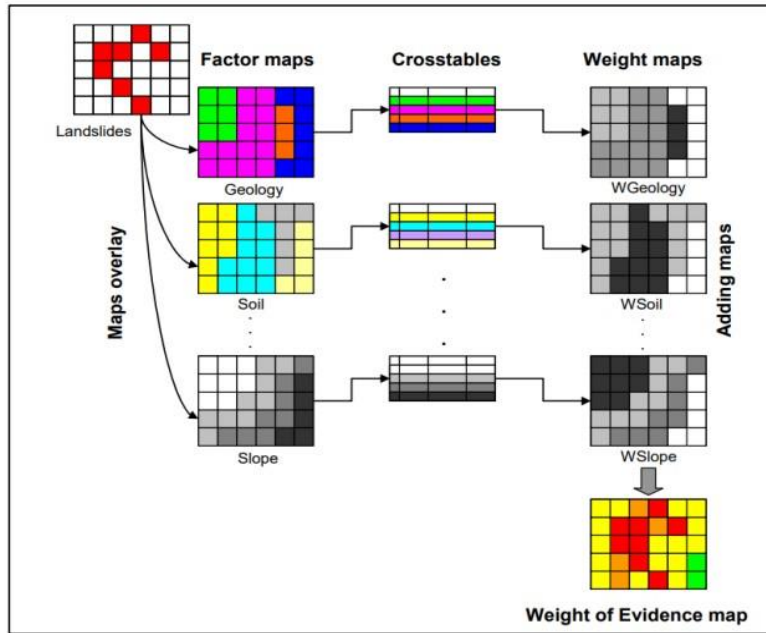 Factor maps
Crosstables
Weight maps
Landslides
Geology
WGeology
Maps overlay
Soil
WSoil
Adding maps
Slope
WSlope
Weight of Evidence map